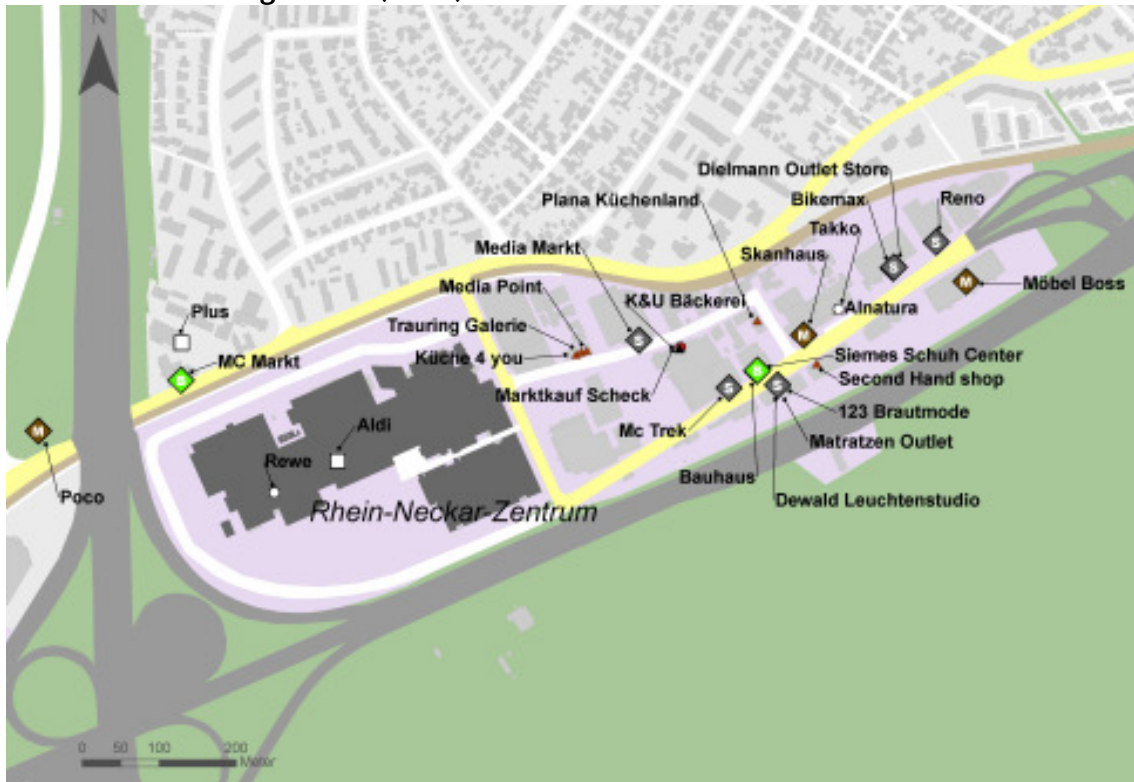 N
Dielmann Outlet Store
Bikemax
Reno
Plana Küchenland
Takko
Media Markt
Skanhaus
Media Point
K&U Bäckerei
Alnatura
Möbel Boss
Plus
Trauring Galerie
Küche 4 you
Siemes Schuh Center
MC Markt
Second Hand shop
Marktkauf Scheck
123 Brautmode
Mc Trek
Matratzen Outlet
Aldi
Rewe
Bauhaus
Poco
Dewald Leuchtenstudio
Rhein-Neckar-Zentrum
S
S
M
S
M
B
B
S
S
M
0 50 100 200
Meter